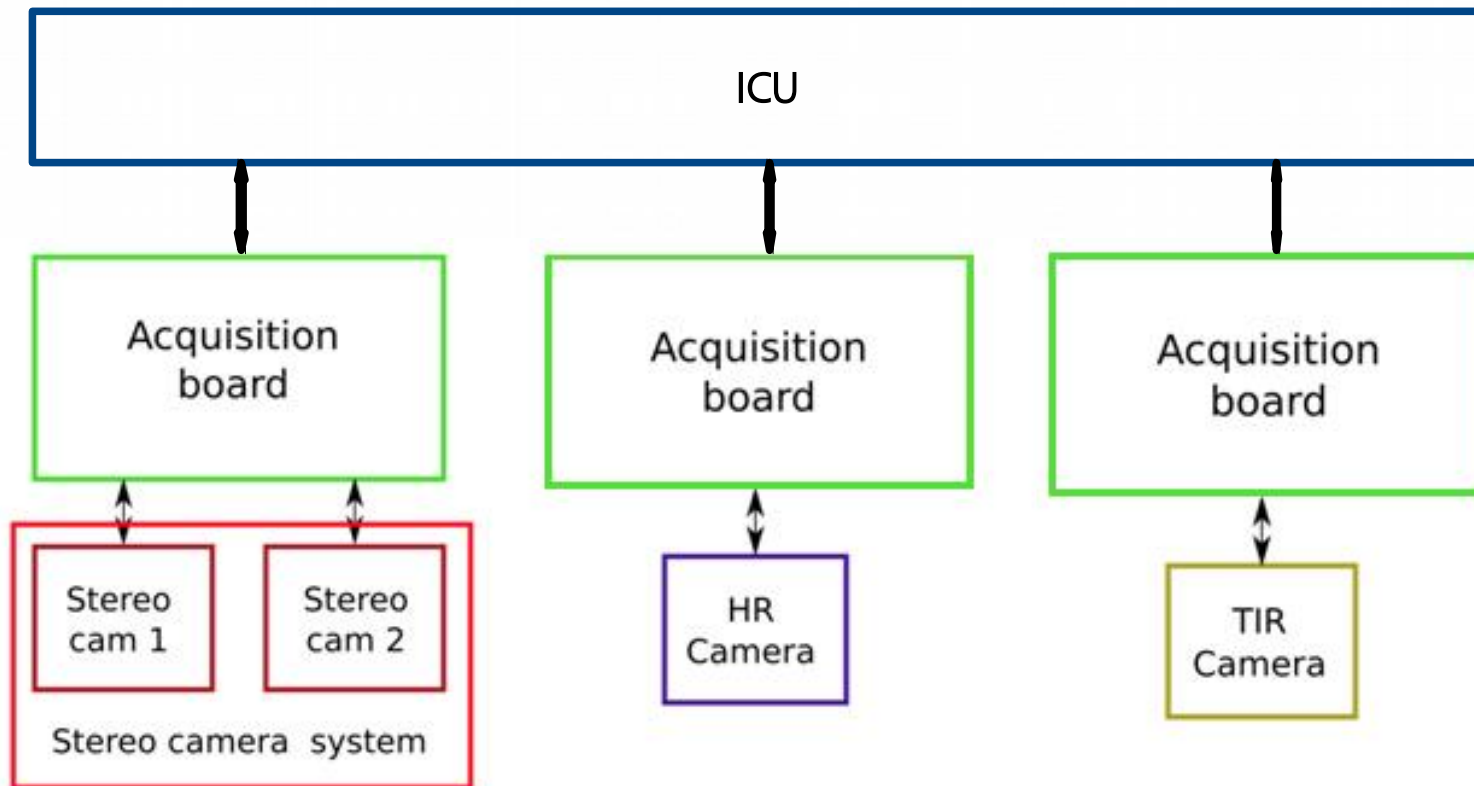 ICU
Acquisition
board
Acquisition
board
Acquisition
board
Stereo
cam 1
Stereo
cam 2
HR
Camera
TIR
Camera
Stereo camera system